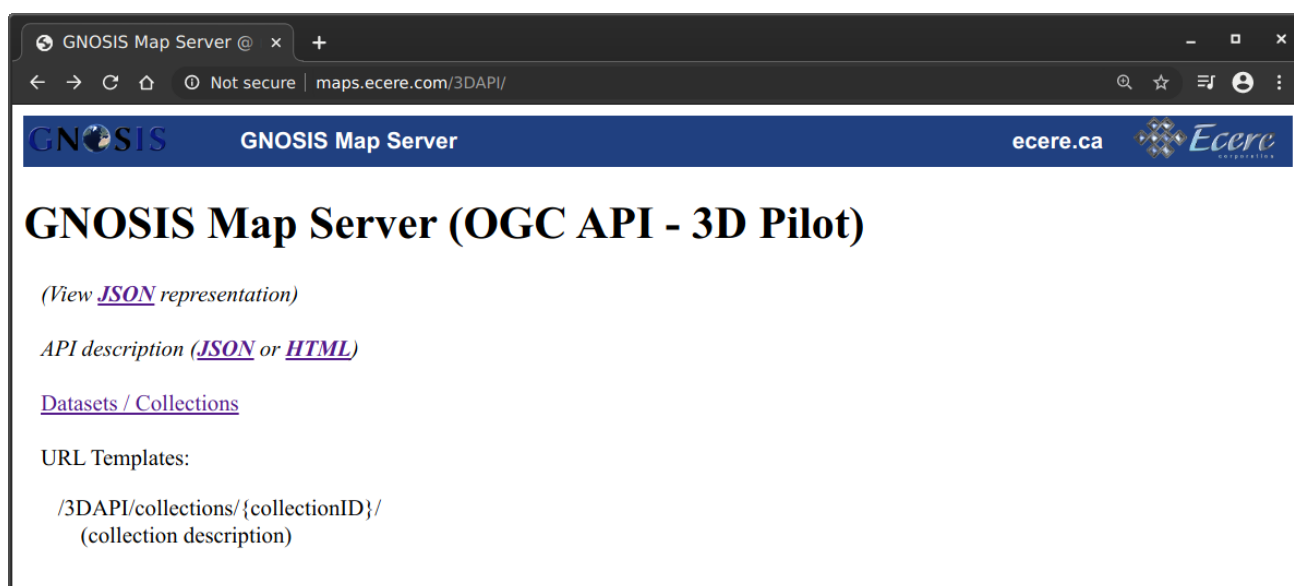 GNOSIS Map Server @
Not secure | maps.ecere.com/3DAPI/
GNOSIS GNOSIS Map Server ecere.ca Ecere
corporation
GNOSIS Map Server (OGC API - 3D Pilot)
(View JSON representation)
API description (JSON or HTML)
Datasets / Collections
URL Templates:
/3DAPI/collections/{collectionID}/
(collection description)